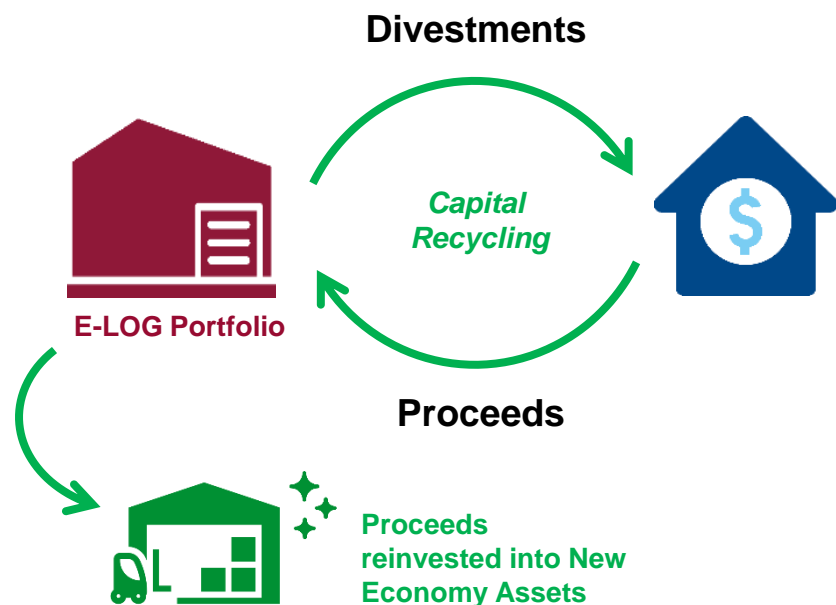 Divestments
Capital
Recycling
$
E-LOG Portfolio
Proceeds
Proceeds
reinvested into New
Economy Assets